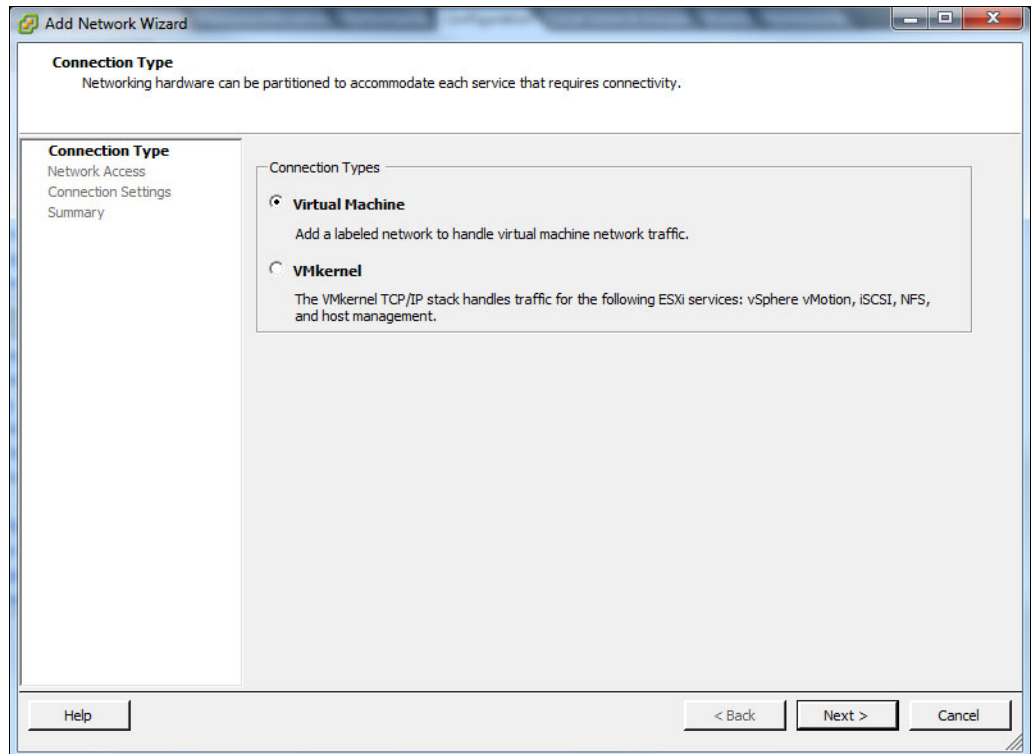 Add Network Wizard
Connection Type
Networking hardware can be partitioned to accommodate each service that requires connectivity.
Connection Type
Network Access
Connection Settings
Summary
Connection Types
Virtual Machine
Add a labeled network to handle virtual machine network traffic.
VMkernel
The VMkernel TCP/IP stack handles traffic for the following ESXi services: vSphere vMotion, iSCSI, NFS,
and host management.
Help
< Back
Next >
Cancel